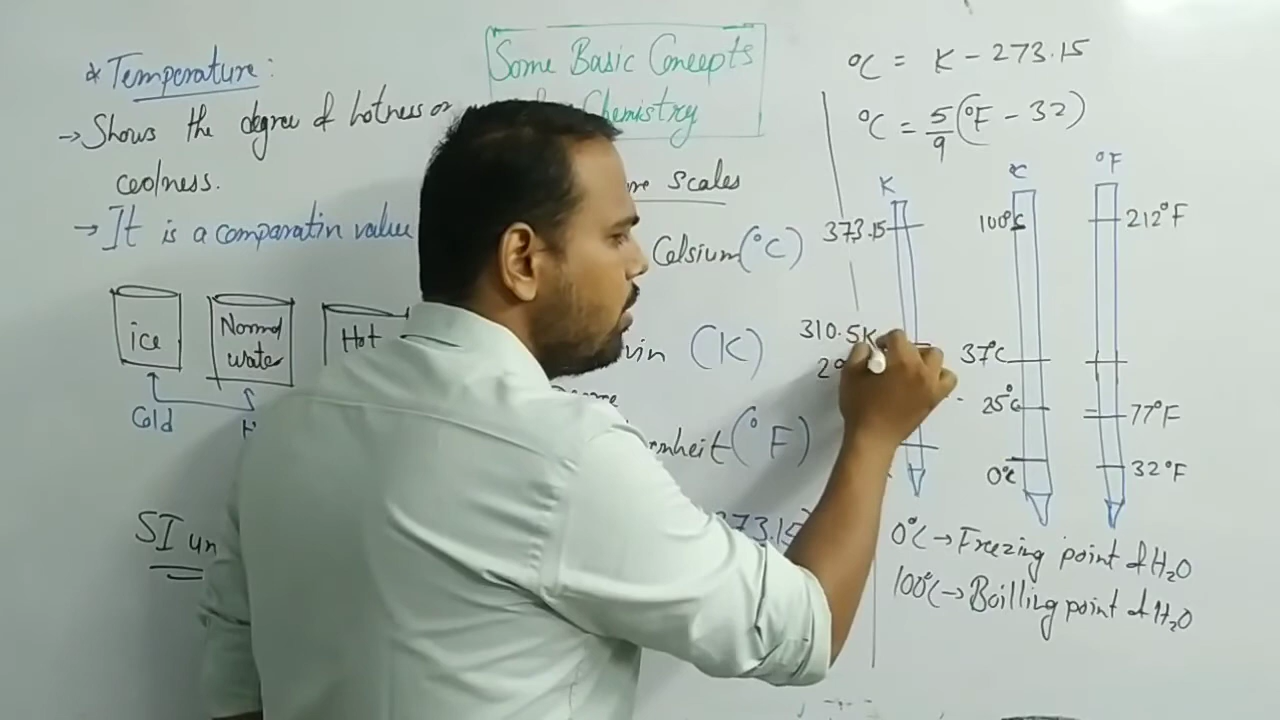 Some Basic Concepts
Chemistry
* Temperature:
→ Shows the degree of hotness or
coolness.
→ It is a comparatin value
ice
Normal
water
Hot
Cold
SI un
scales
Celsium (°C)
(K)
(°F)
373.15
°C = K - 273.15
°C = 5/9 (°F - 32)
K
°C
°F
373.15
100°C
212°F
310.5K
37°C
25°C
77°F
0°C
32°F
0°C → Freezing point of H₂O
100°C → Boilling point of H₂O